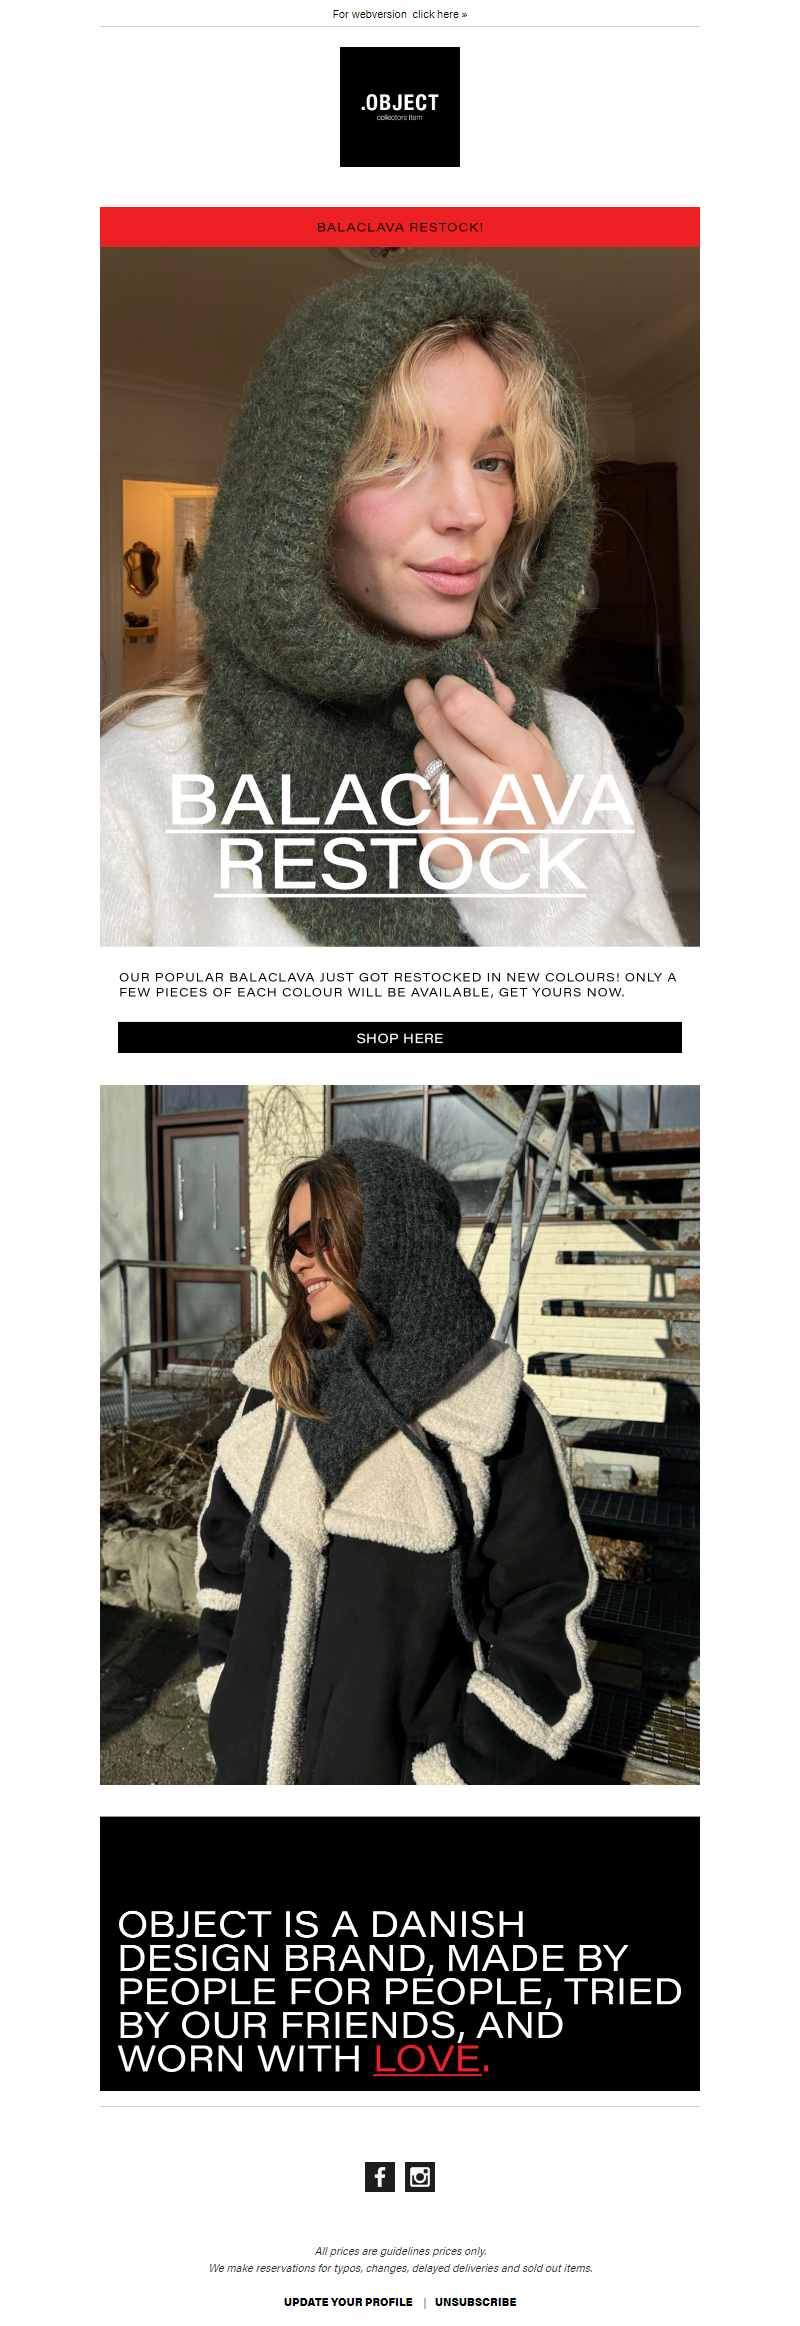 For webversion click here »
.OBJECT
collectors item
BALACLAVA RESTOCK!
BALACLAVA
RESTOCK
OUR POPULAR BALACLAVA JUST GOT RESTOCKED IN NEW COLOURS! ONLY A
FEW PIECES OF EACH COLOUR WILL BE AVAILABLE, GET YOURS NOW.
SHOP HERE
OBJECT IS A DANISH
DESIGN BRAND, MADE BY
PEOPLE FOR PEOPLE, TRIED
BY OUR FRIENDS, AND
WORN WITH LOVE.
All prices are guidelines prices only.
We make reservations for typos, changes, delayed deliveries and sold out items.
UPDATE YOUR PROFILE | UNSUBSCRIBE